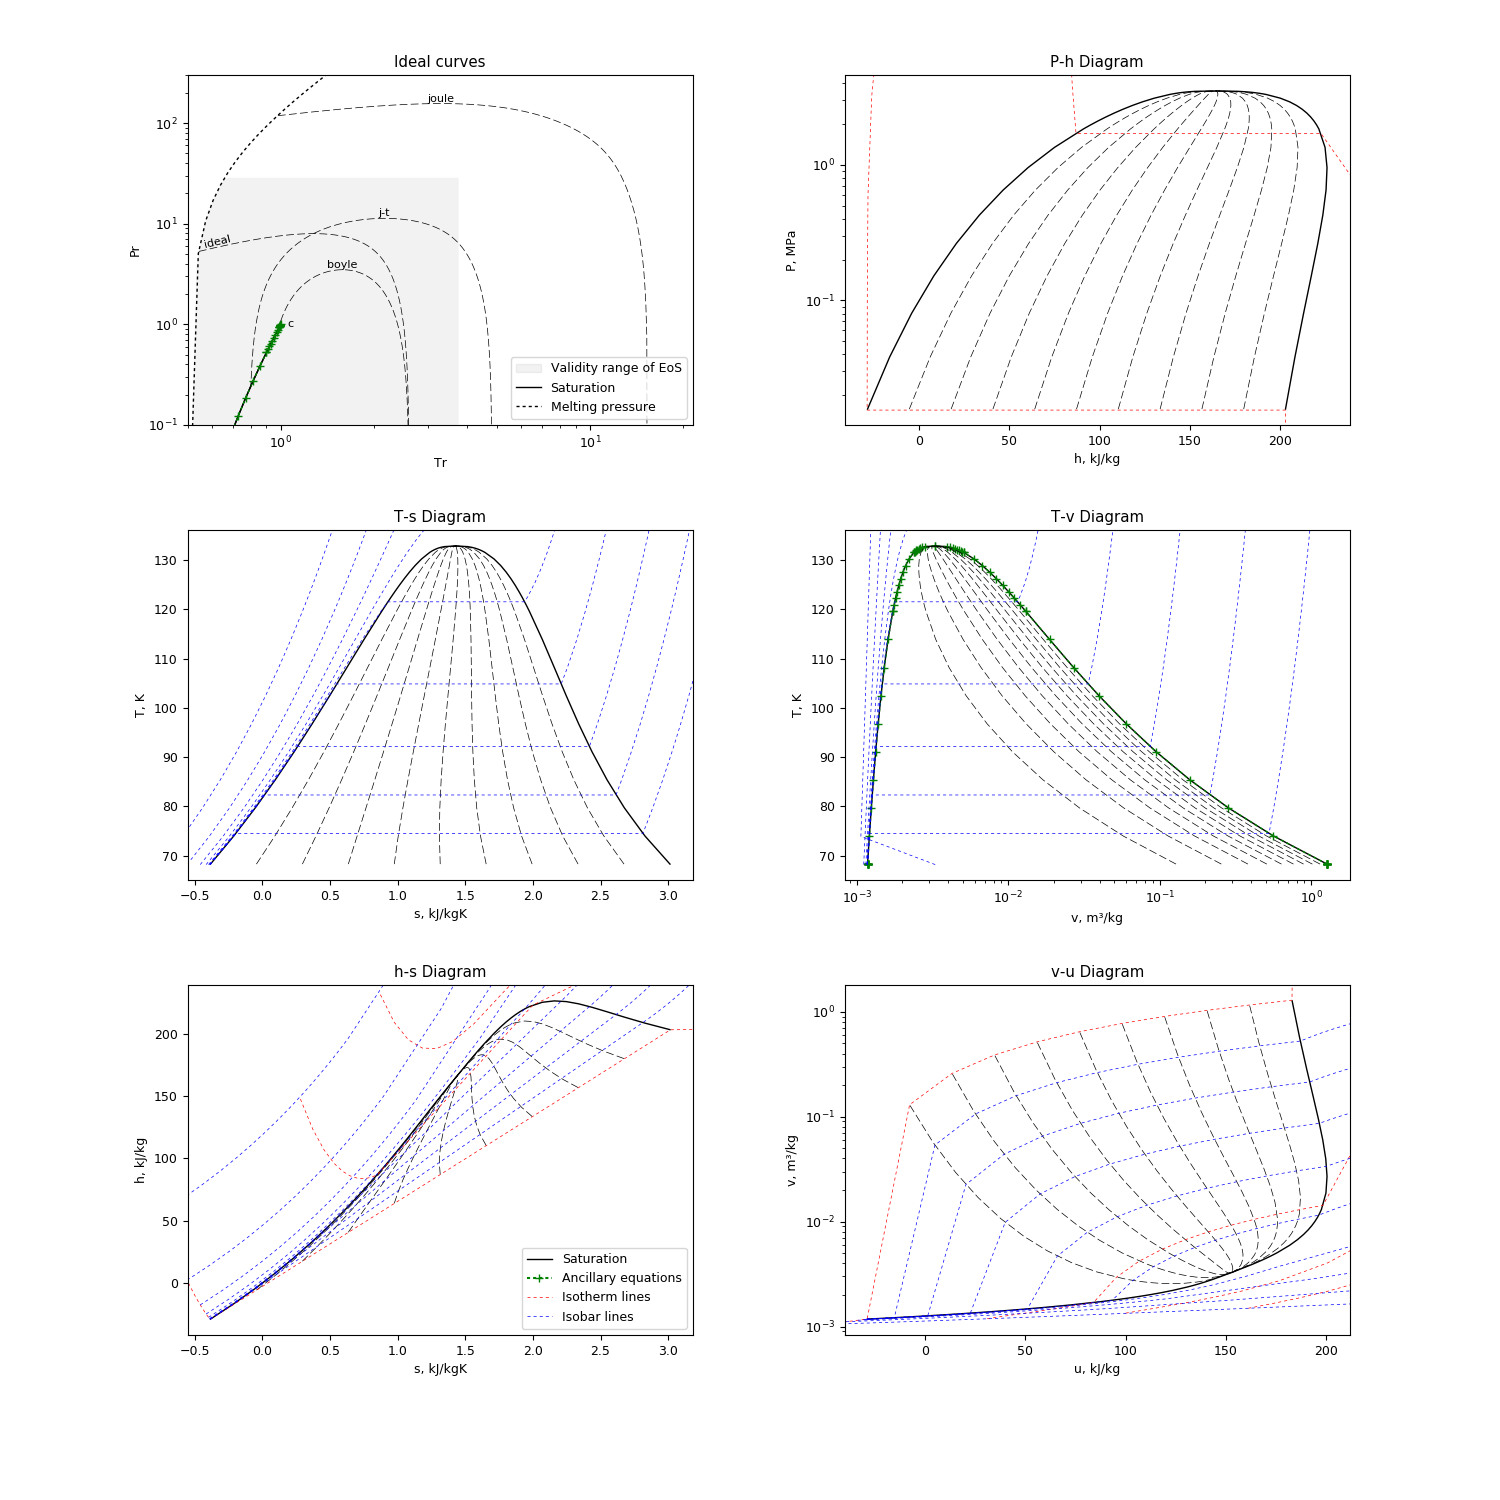 Ideal curves
Pr
10²
10¹
10⁰
10⁻¹
joule
j-t
ideal
boyle
c
Validity range of EoS
Saturation
Melting pressure
10⁰ 10¹
Tr
P-h Diagram
P, MPa
10⁰
10⁻¹
0 50 100 150 200
h, kJ/kg
T-s Diagram
T, K
130
120
110
100
90
80
70
−0.5 0.0 0.5 1.0 1.5 2.0 2.5 3.0
s, kJ/kgK
T-v Diagram
T, K
130
120
110
100
90
80
70
10⁻³ 10⁻² 10⁻¹ 10⁰
v, m³/kg
h-s Diagram
h, kJ/kg
200
150
100
50
0
Saturation
Ancillary equations
Isotherm lines
Isobar lines
−0.5 0.0 0.5 1.0 1.5 2.0 2.5 3.0
s, kJ/kgK
v-u Diagram
v, m³/kg
10⁰
10⁻¹
10⁻²
10⁻³
0 50 100 150 200
u, kJ/kg